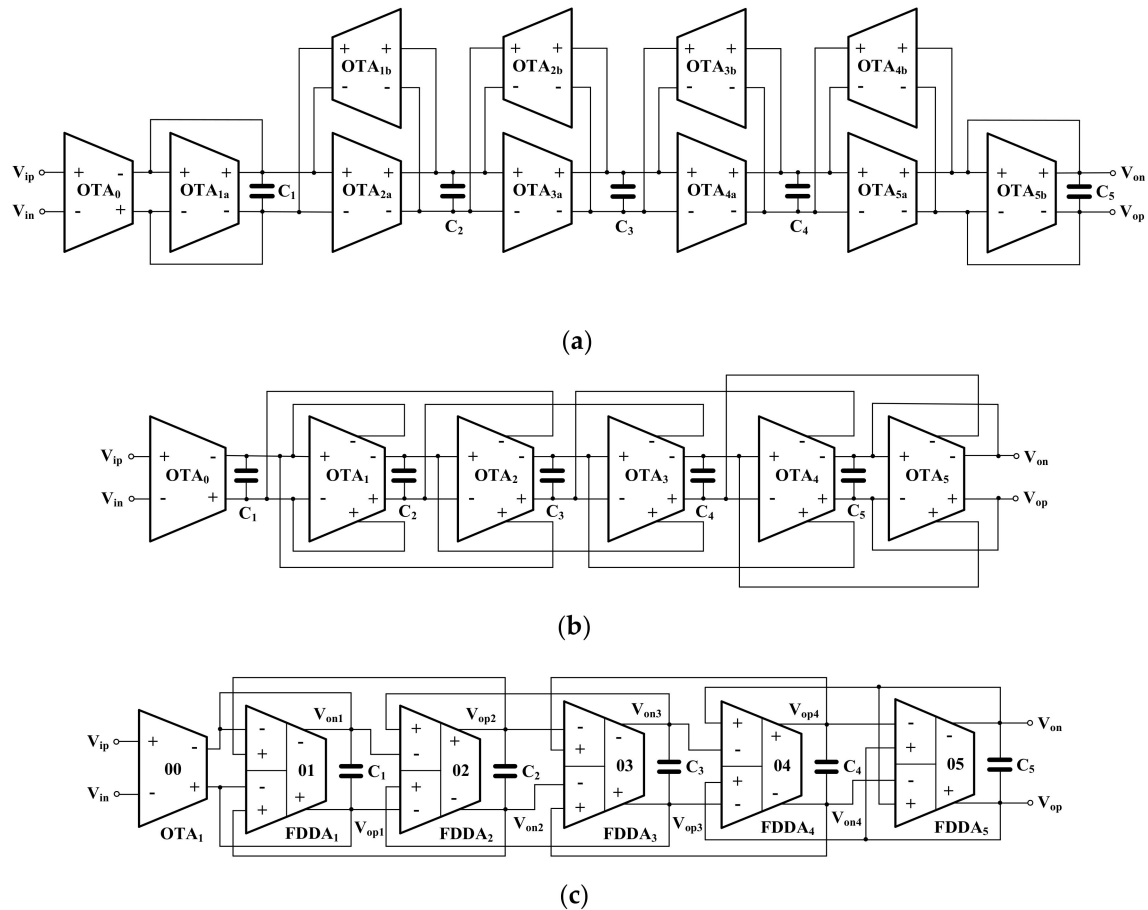 OTA1b OTA2b OTA3b OTA4b
Vip OTA0 OTA1a C1 OTA2a OTA3a OTA4a OTA5a OTA5b Von
Vin C2 C3 C4 C5 Vop
(a)
Vip OTA0 OTA1 OTA2 OTA3 OTA4 OTA5 Von
Vin C1 C2 C3 C4 C5 Vop
(b)
Von1 Vop2 Von3 Vop4 Von
Vip 00 01 C1 02 C2 03 C3 04 C4 05 C5
Vin Vop
OTA1 FDDA1 Vop1 FDDA2 Von2 FDDA3 Vop3 FDDA4 Von4 FDDA5
(c)